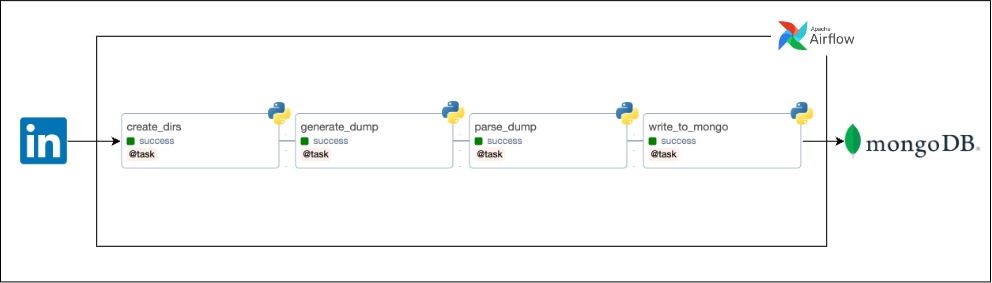 Apache
Airflow
in
create_dirs
success
@task
generate_dump
success
@task
parse_dump
success
@task
write_to_mongo
success
@task
mongoDB®